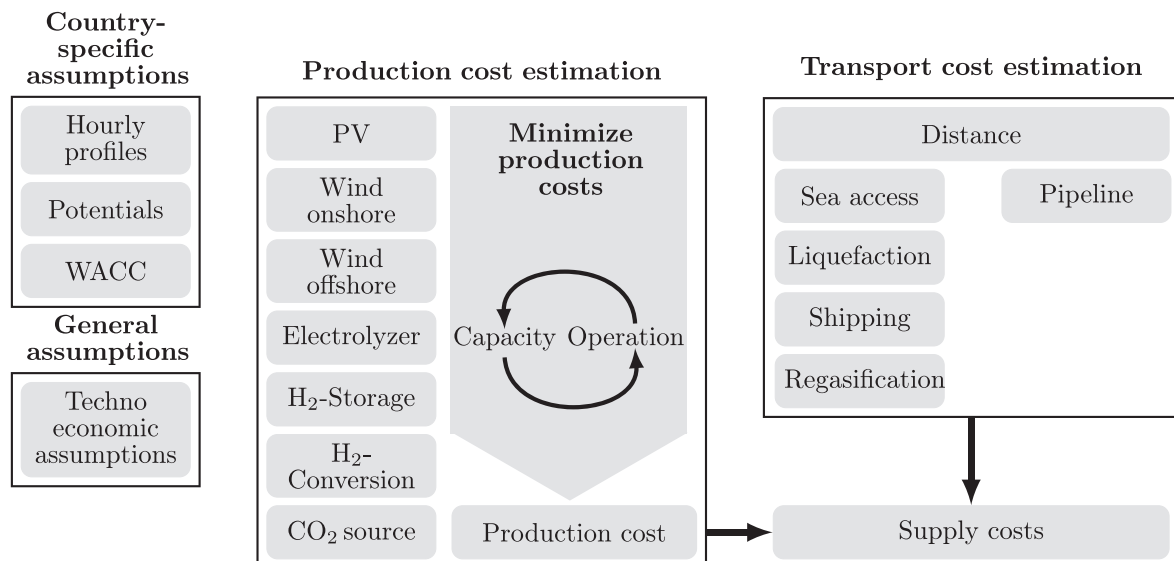 Country-
specific
assumptions
Hourly
profiles
Potentials
WACC
General
assumptions
Techno
economic
assumptions
Production cost estimation
PV
Wind
onshore
Wind
offshore
Electrolyzer
H₂-Storage
H₂-
Conversion
CO₂ source
Minimize
production
costs
Capacity Operation
Production cost
Transport cost estimation
Distance
Sea access
Pipeline
Liquefaction
Shipping
Regasification
Supply costs